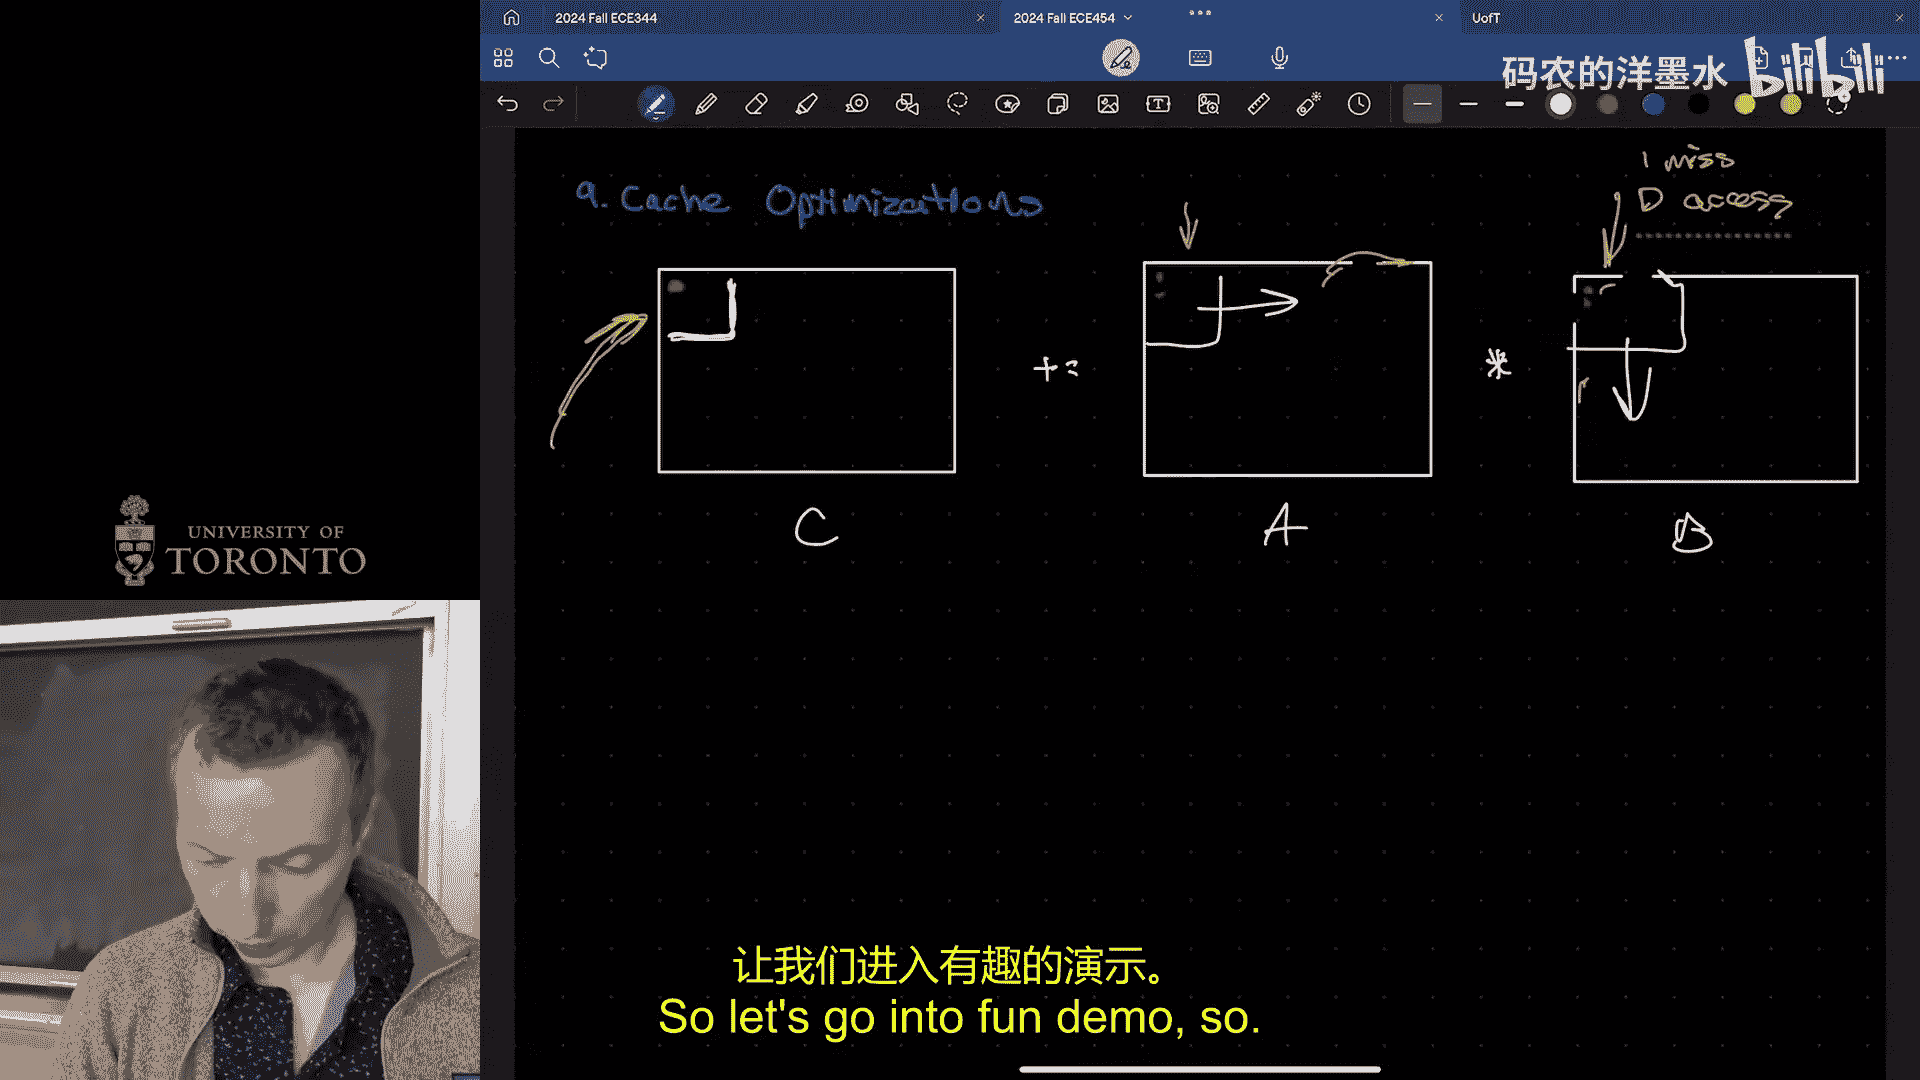 2024 Fall ECE344
2024 Fall ECE454
UofT
码农的洋墨水 bilibili
1 miss
D access
9. Cache Optimizations
+=
*
C
A
B
UNIVERSITY OF
TORONTO
让我们进入有趣的演示。
So let's go into fun demo, so.